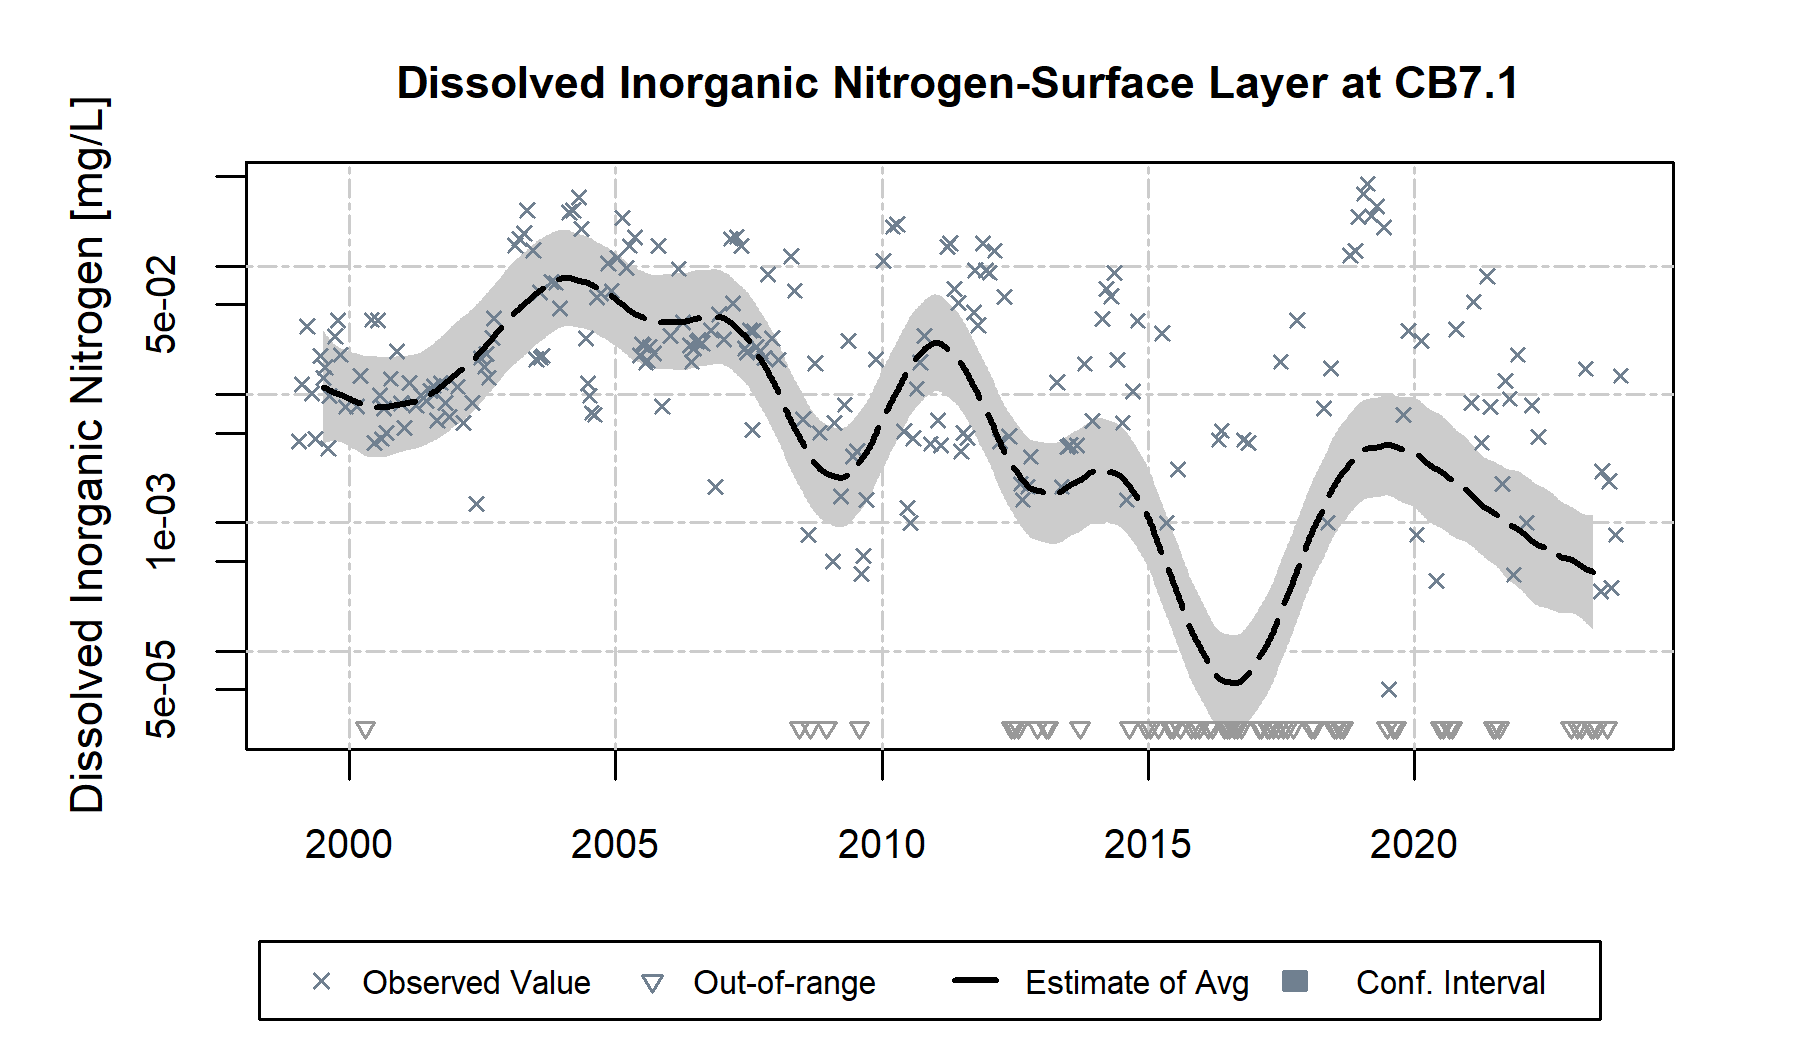 Dissolved Inorganic Nitrogen-Surface Layer at CB7.1
Dissolved Inorganic Nitrogen [mg/L]
5e-02
1e-03
5e-05
2000 2005 2010 2015 2020
Observed Value Out-of-range Estimate of Avg Conf. Interval